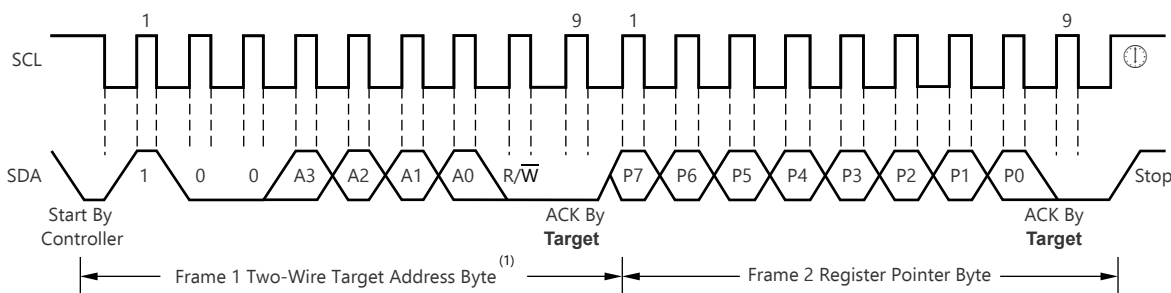 1 9 1 9
SCL
SDA 1 0 0 A3 A2 A1 A0 R/W̅ P7 P6 P5 P4 P3 P2 P1 P0 Stop
Start By
Controller
ACK By
Target
ACK By
Target
Frame 1 Two-Wire Target Address Byte(1)
Frame 2 Register Pointer Byte